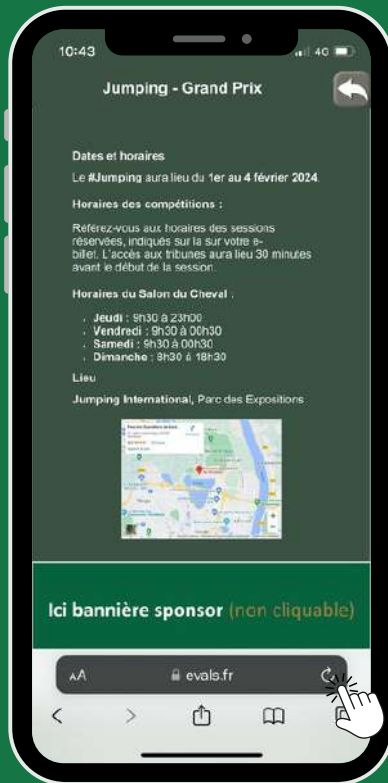 10:43
4G
Jumping - Grand Prix
Dates et horaires
Le #Jumping aura lieu du 1er au 4 février 2024.
Horaires des compétitions :
Référez-vous aux horaires des sessions
réservées, indiqués sur la sur votre e-
billet. L'accès aux tribunes aura lieu 30 minutes
avant le début de la session.
Horaires du Salon du Cheval :
. Jeudi : 9h30 à 23h00
. Vendredi : 9h30 à 00h30
. Samedi : 9h30 à 00h30
. Dimanche : 8h30 à 18h30
Lieu
Jumping International, Parc des Expositions
Ici bannière sponsor (non cliquable)
AA
evals.fr